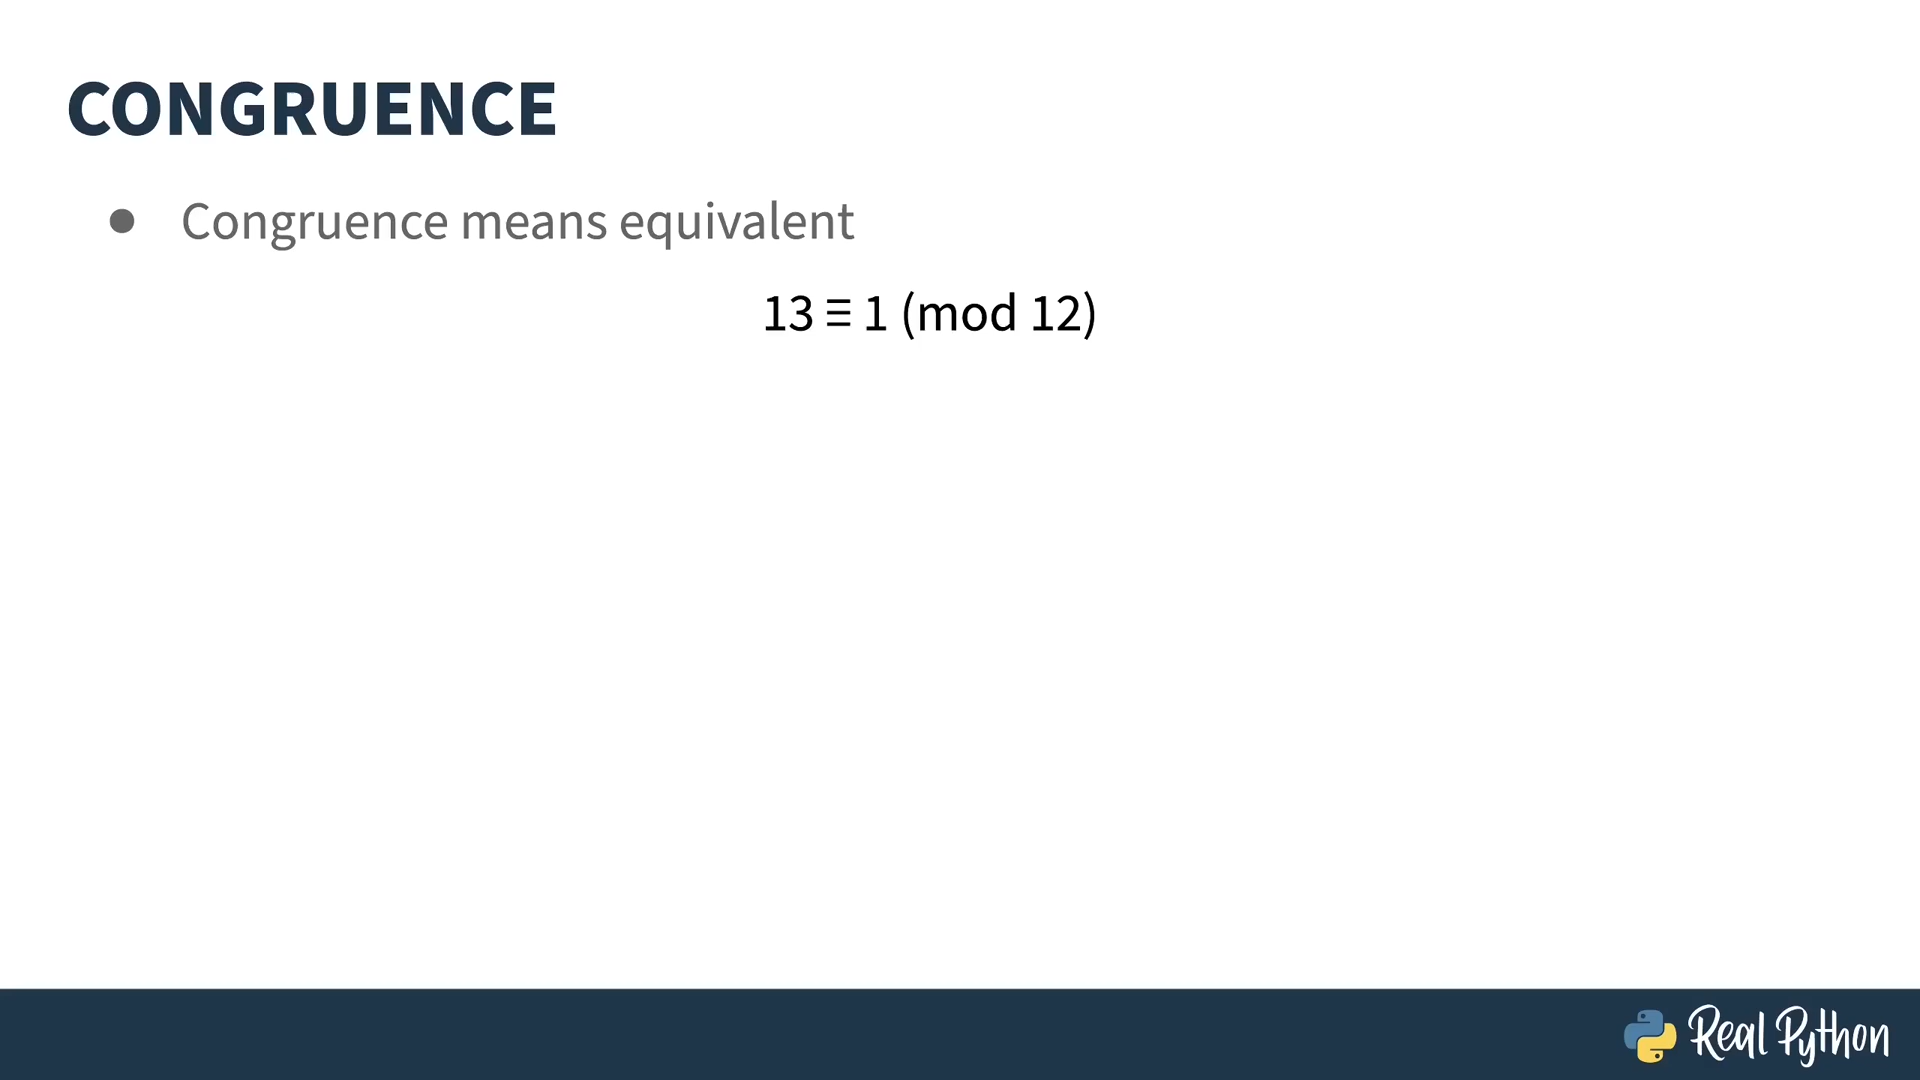 CONGRUENCE
● Congruence means equivalent
13 ≡ 1 (mod 12)
Real Python